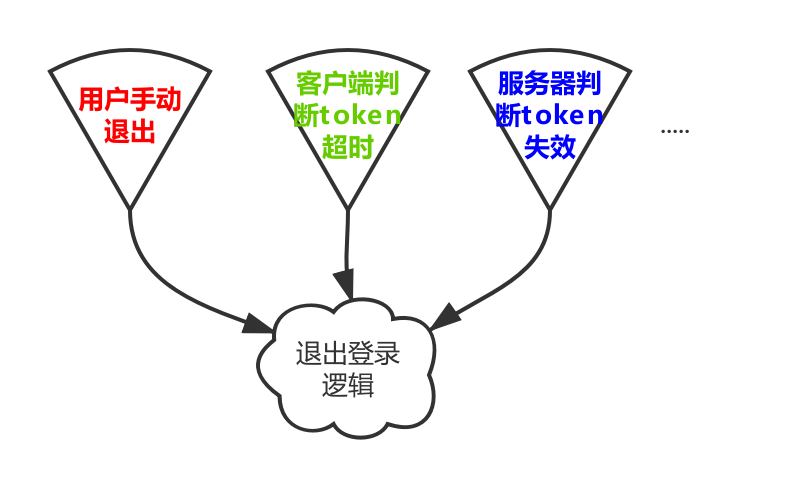 用户手动
退出
客户端判
断token
超时
服务器判
断token
失效
.....
退出登录
逻辑